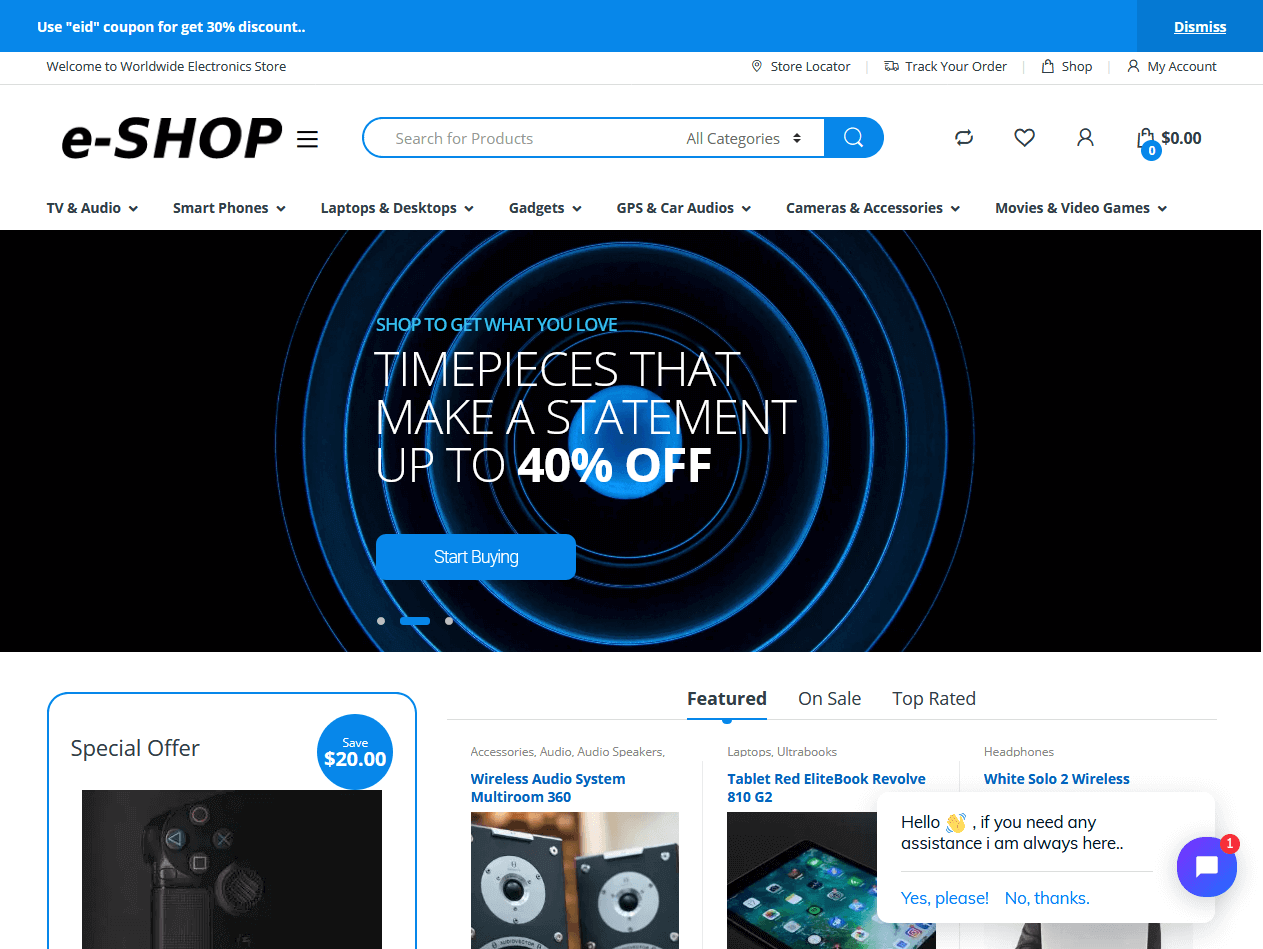 Use "eid" coupon for get 30% discount..
Dismiss
Welcome to Worldwide Electronics Store
Store Locator
Track Your Order
Shop
My Account
e-SHOP
Search for Products
All Categories
0
$0.00
TV & Audio
Smart Phones
Laptops & Desktops
Gadgets
GPS & Car Audios
Cameras & Accessories
Movies & Video Games
SHOP TO GET WHAT YOU LOVE
TIMEPIECES THAT
MAKE A STATEMENT
UP TO 40% OFF
Start Buying
Special Offer
Save
$20.00
Featured
On Sale
Top Rated
Accessories, Audio, Audio Speakers,
Wireless Audio System
Multiroom 360
AUDIOVECTOR
Laptops, Ultrabooks
Tablet Red EliteBook Revolve
810 G2
Headphones
White Solo 2 Wireless
Hello 👋 , if you need any
assistance i am always here..
Yes, please!
No, thanks.
1